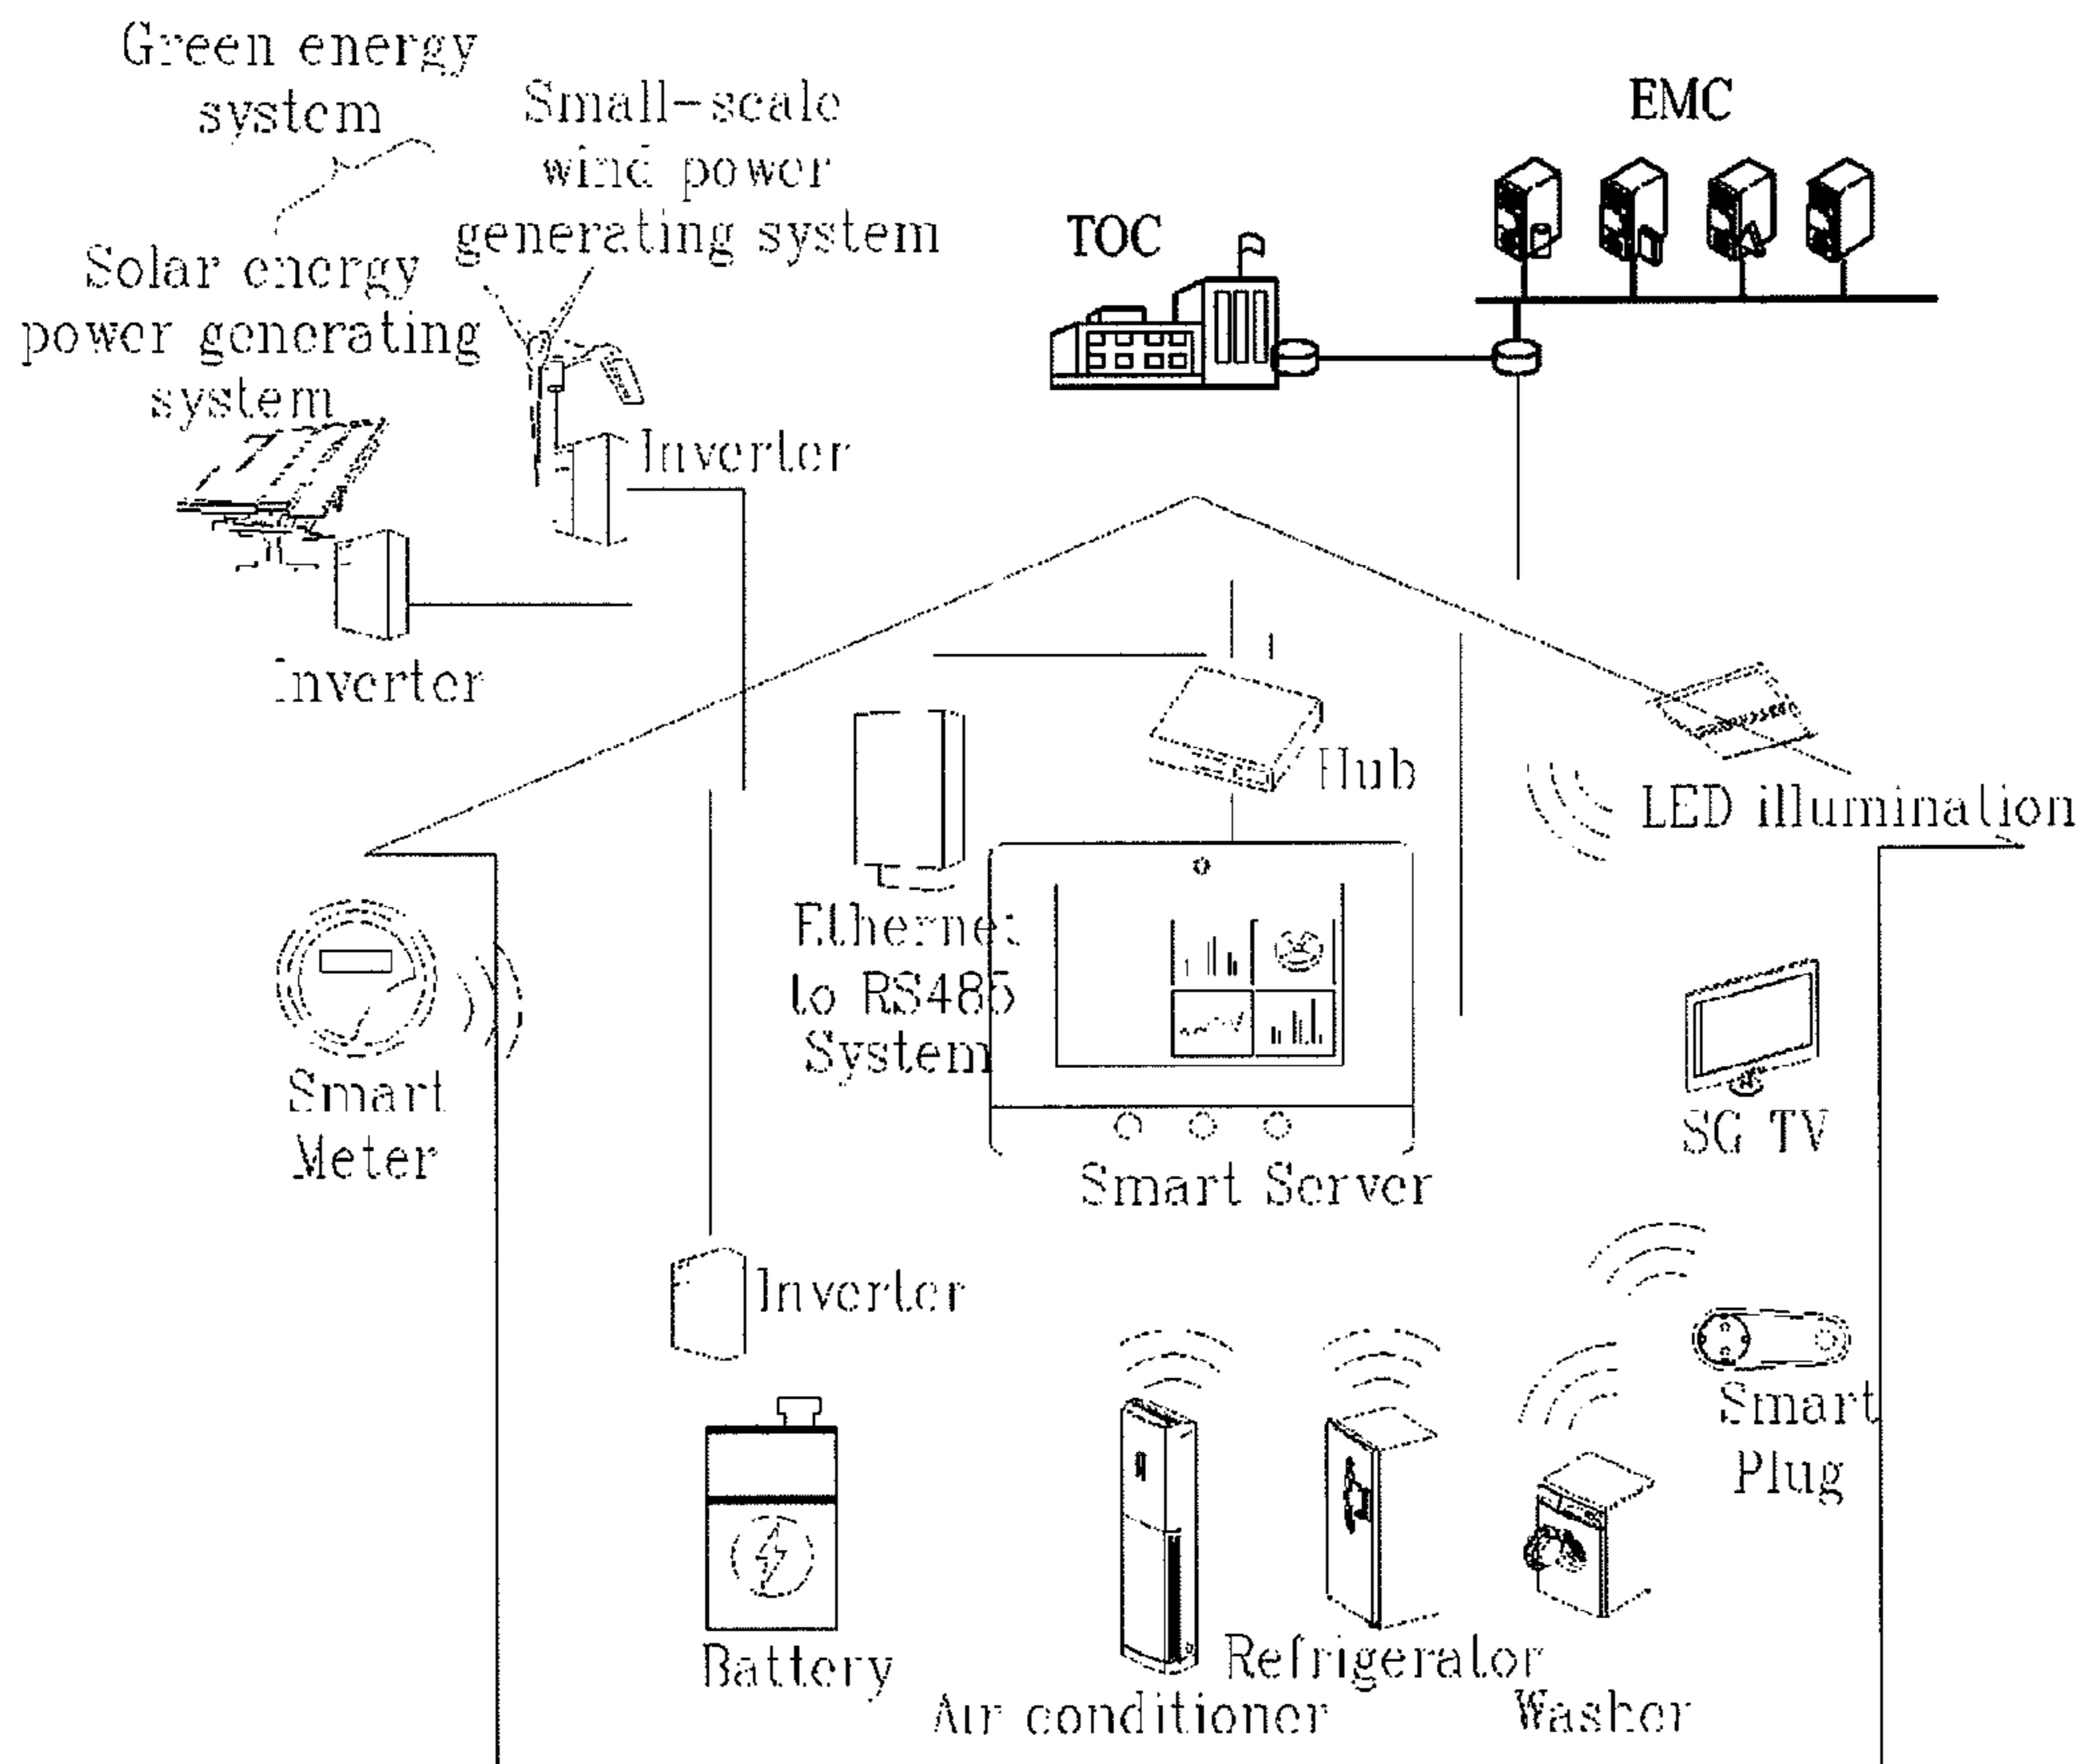 Green energy
system
Small-scale
wind power
generating system
Solar energy
power generating
system
EMC
TOC
Inverter
Inverter
Hub
LED illumination
Ethernet
to RS485
System
Smart
Meter
Smart Server
SG TV
Inverter
Smart
Plug
Battery
Refrigerator
Air conditioner
Washer